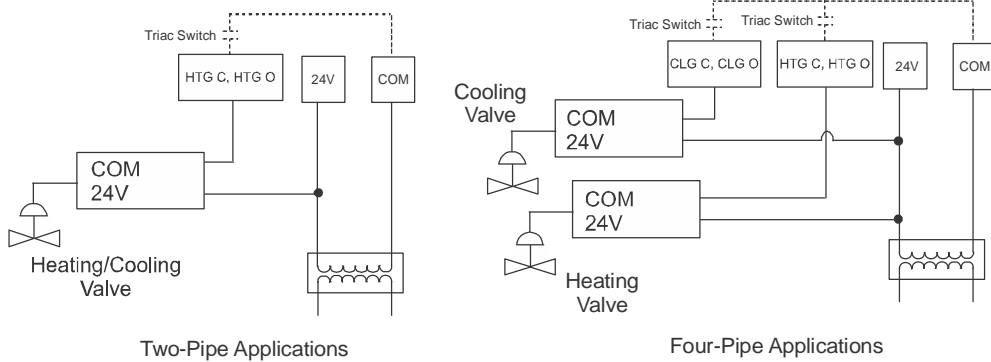 Triac Switch
HTG C, HTG O
24V
COM
COM
24V
Heating/Cooling
Valve
Two-Pipe Applications
Triac Switch
Triac Switch
CLG C, CLG O
HTG C, HTG O
24V
COM
Cooling
Valve
COM
24V
COM
24V
Heating
Valve
Four-Pipe Applications